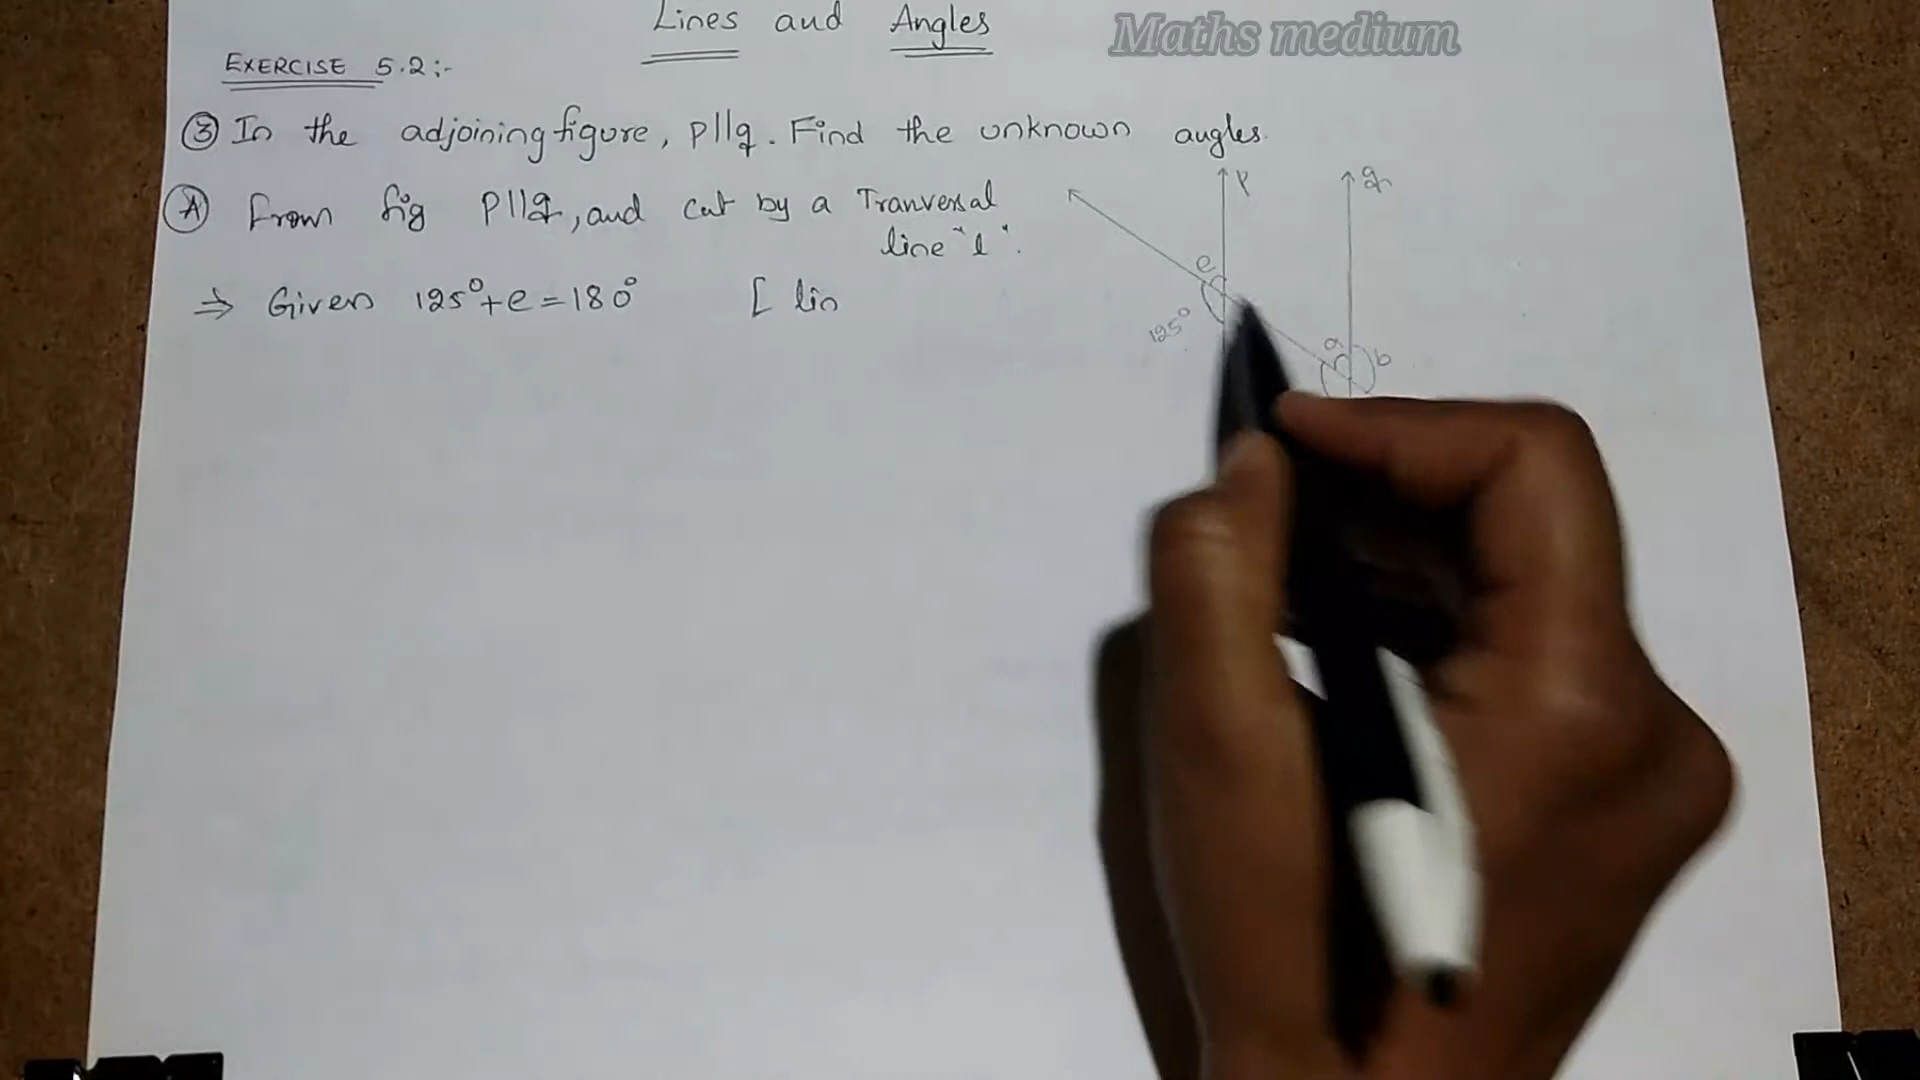 Lines and Angles
Maths medium
EXERCISE 5.2:-
③ In the adjoining figure, p||q. Find the unknown angles.
Ⓐ From fig P||q, and cut by a Tranversal
line "l".
⇒ Given 125°+e=180° [ lin
p
q
e
125°
a
b